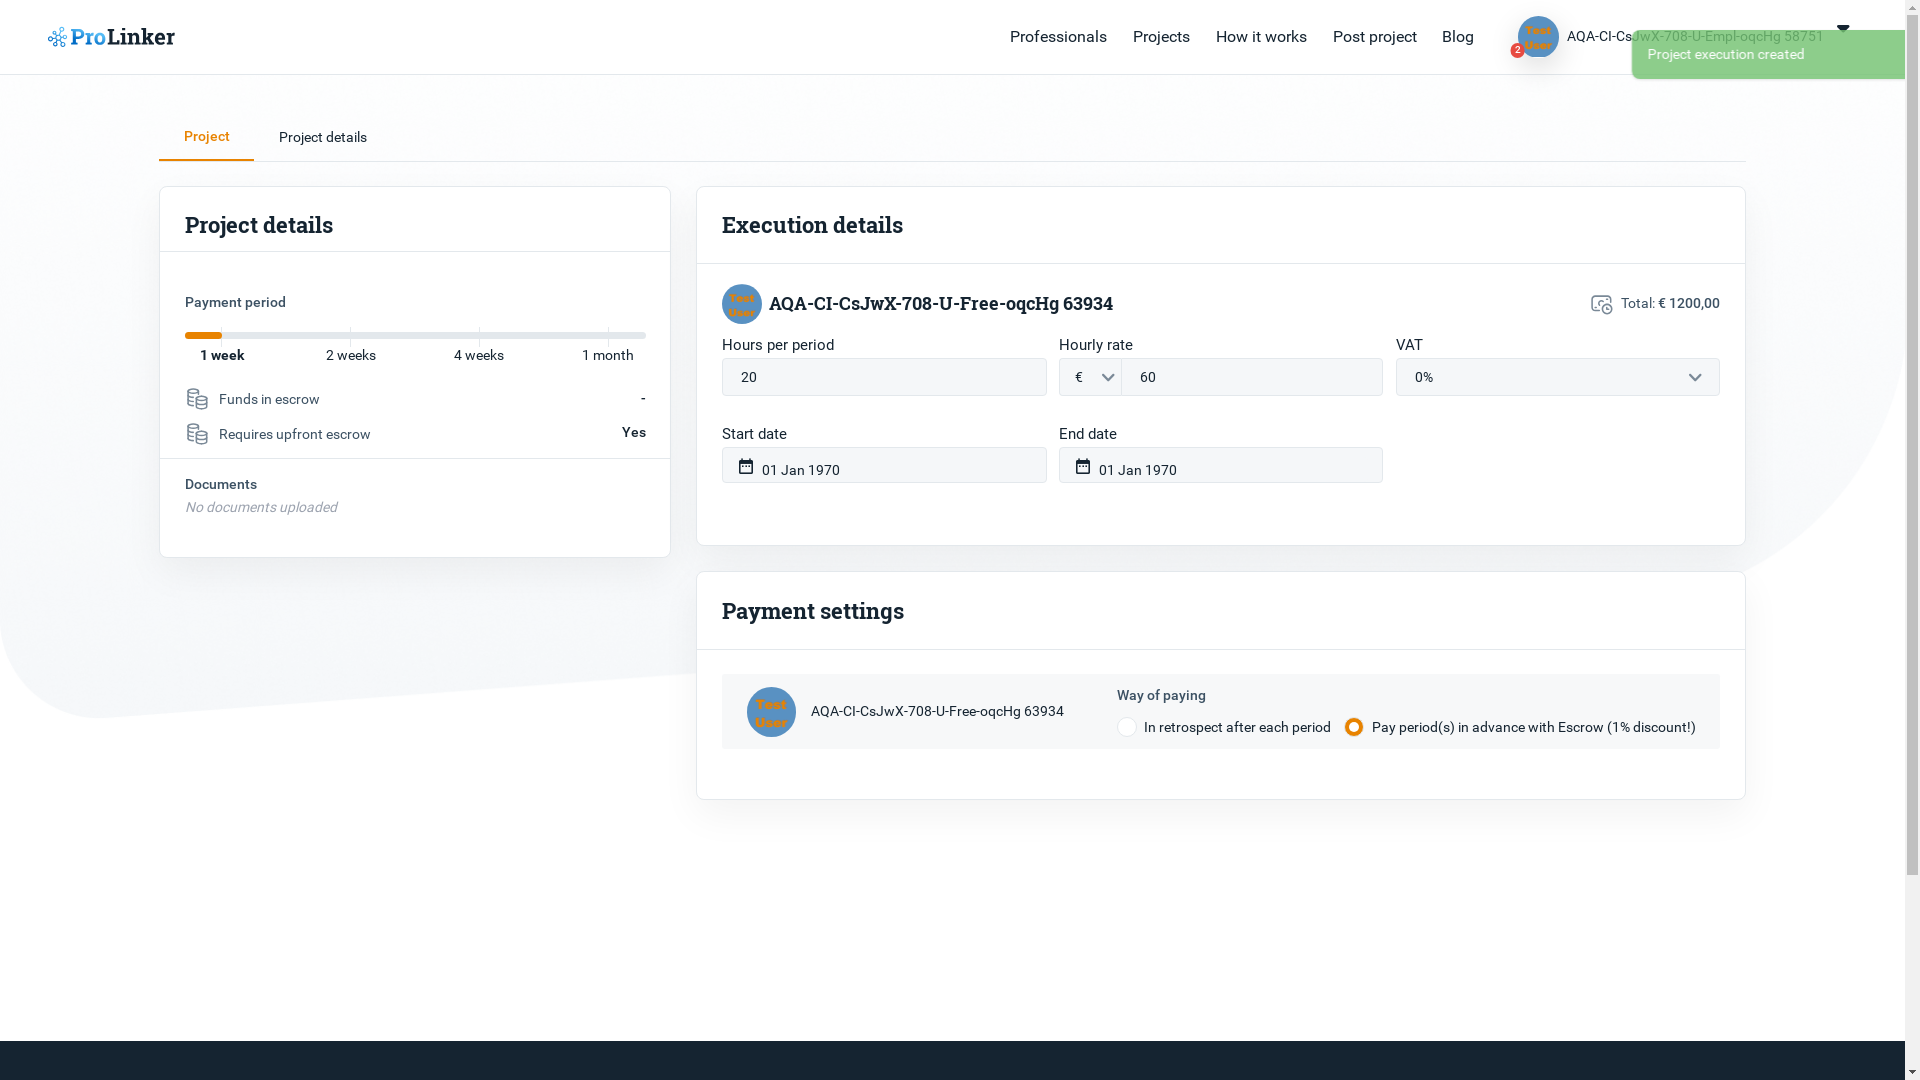 ProLinker
Professionals
Projects
How it works
Post project
Blog
Test User
2
AQA-CI-CsJwX-708-U-Empl-oqcHg 58751
Project execution created
Project
Project details
Project details
Payment period
1 week
2 weeks
4 weeks
1 month
Funds in escrow
-
Requires upfront escrow
Yes
Documents
No documents uploaded
Execution details
Test User
AQA-CI-CsJwX-708-U-Free-oqcHg 63934
Total: € 1200,00
Hours per period
Hourly rate
VAT
20
€
60
0%
Start date
End date
01 Jan 1970
01 Jan 1970
Payment settings
Test User
AQA-CI-CsJwX-708-U-Free-oqcHg 63934
Way of paying
In retrospect after each period
Pay period(s) in advance with Escrow (1% discount!)